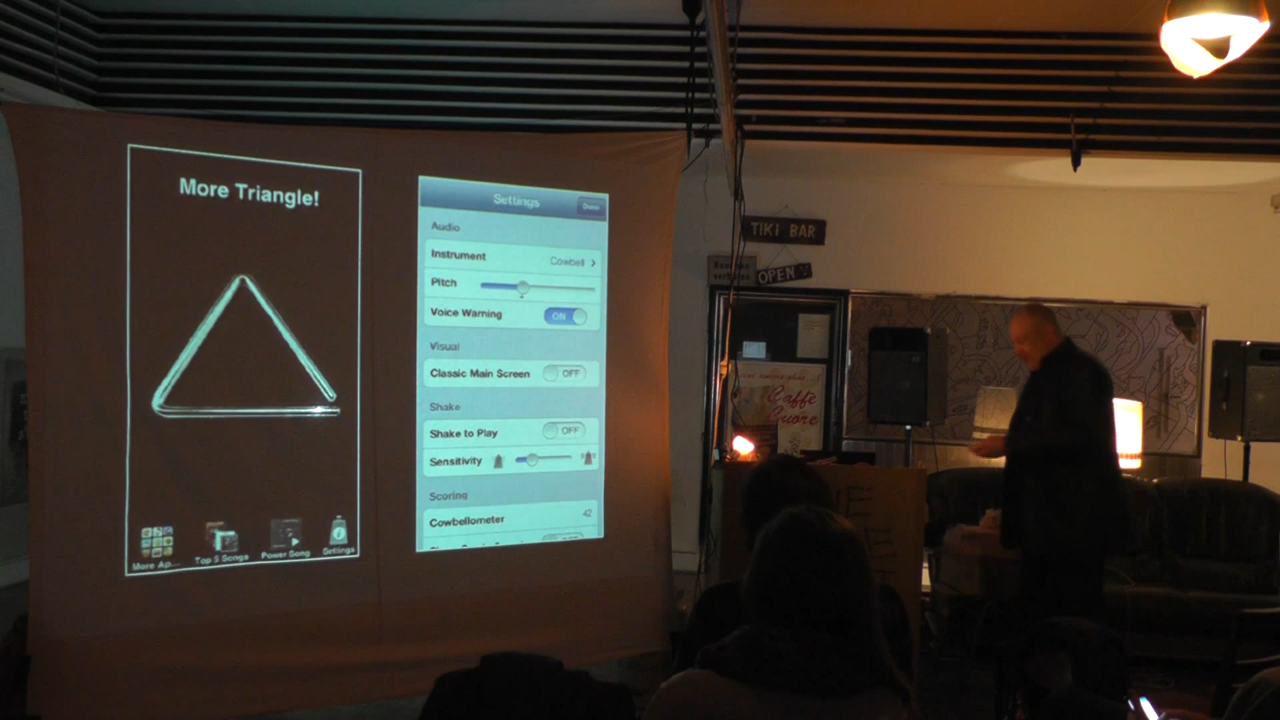 More Triangle!
More Ap...
Top 5 Songs
Power Song
Settings
Settings
Done
Audio
Instrument
Cowbell
Pitch
Voice Warning
ON
Visual
Classic Main Screen
OFF
Shake
Shake to Play
OFF
Sensitivity
Scoring
Cowbellometer
42
TIKI BAR
OPEN
Caffè
Cuore